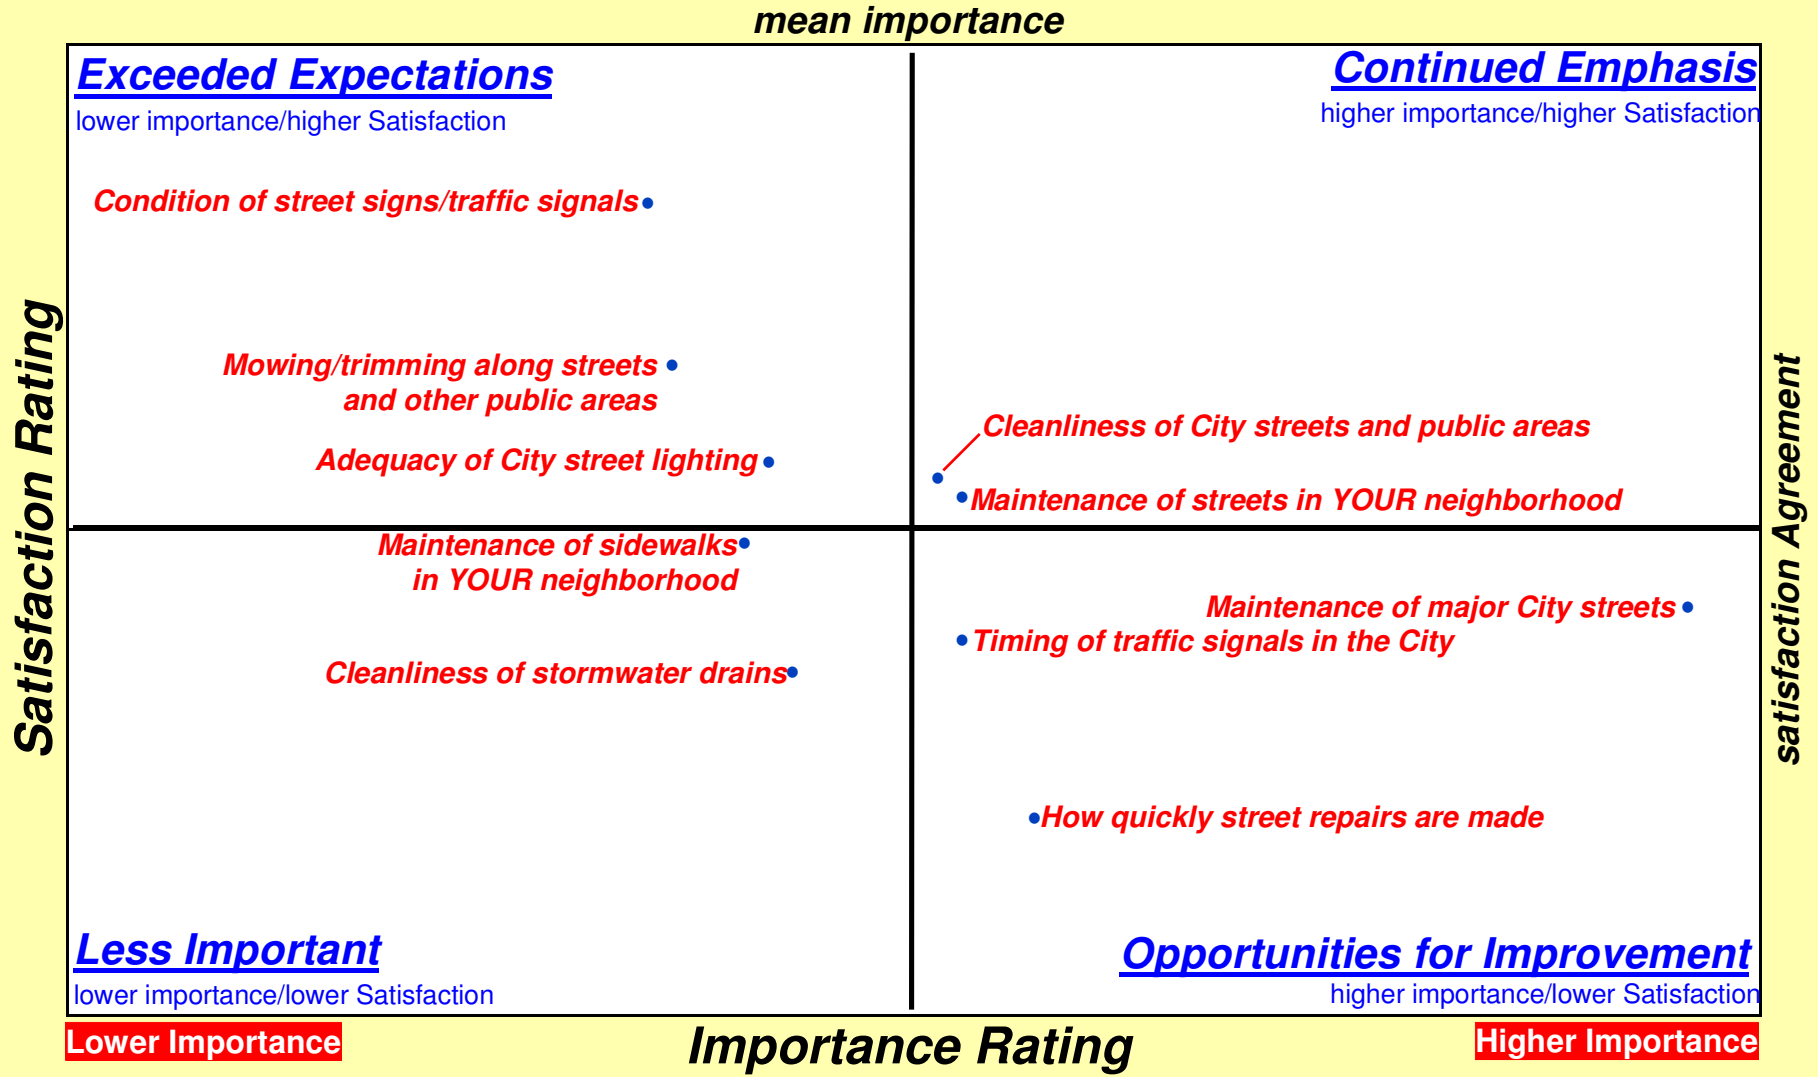 mean importance
Exceeded Expectations
lower importance/higher Satisfaction
Continued Emphasis
higher importance/higher Satisfaction
Condition of street signs/traffic signals
Mowing/trimming along streets
and other public areas
Adequacy of City street lighting
Cleanliness of City streets and public areas
Maintenance of streets in YOUR neighborhood
Satisfaction Rating
satisfaction Agreement
Maintenance of sidewalks
in YOUR neighborhood
Maintenance of major City streets
Timing of traffic signals in the City
Cleanliness of stormwater drains
How quickly street repairs are made
Less Important
lower importance/lower Satisfaction
Opportunities for Improvement
higher importance/lower Satisfaction
Lower Importance
Importance Rating
Higher Importance